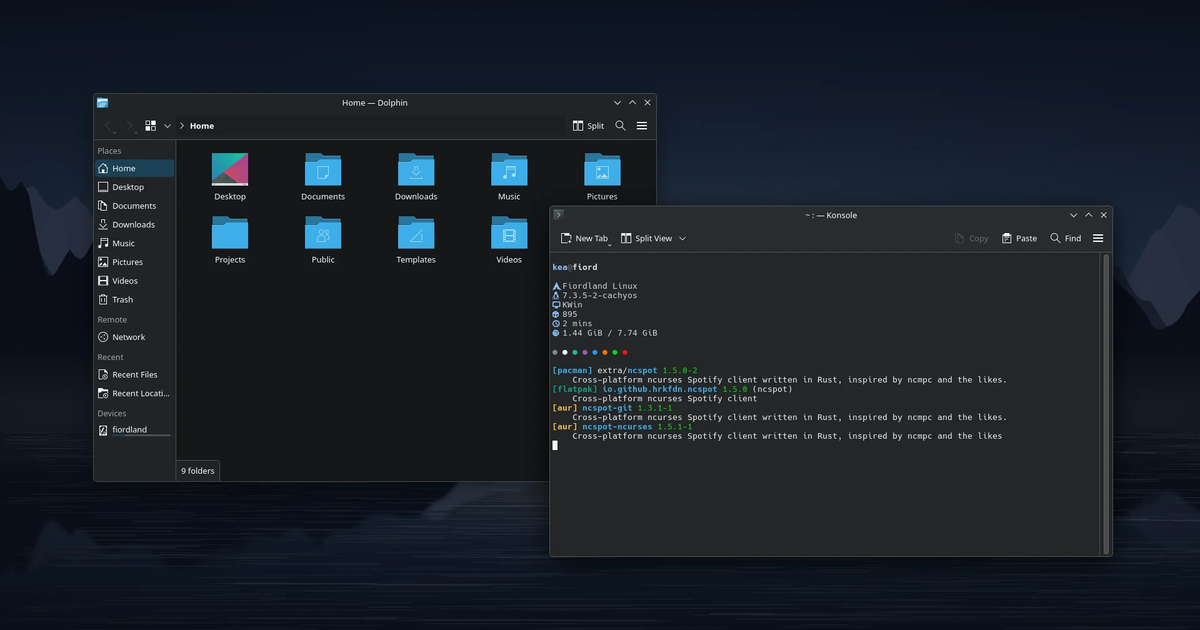 Home — Dolphin
Home
Split
Places
Home
Desktop
Documents
Downloads
Music
Pictures
Videos
Trash
Remote
Network
Recent
Recent Files
Recent Locati...
Devices
fiordland
Desktop
Documents
Downloads
Music
Pictures
Projects
Public
Templates
Videos
9 folders
~ : — Konsole
New Tab
Split View
Copy
Paste
Find
kea@fiord
Fiordland Linux
7.3.5-2-cachyos
KWin
895
2 mins
1.44 GiB / 7.74 GiB
[pacman] extra/ncspot 1.5.0-2
Cross-platform ncurses Spotify client written in Rust, inspired by ncmpc and the likes.
[flatpak] io.github.hrkfdn.ncspot 1.5.0 (ncspot)
Cross-platform ncurses Spotify client
[aur] ncspot-git 1.3.1-1
Cross-platform ncurses Spotify client written in Rust, inspired by ncmpc and the likes.
[aur] ncspot-ncurses 1.5.1-1
Cross-platform ncurses Spotify client written in Rust, inspired by ncmpc and the likes